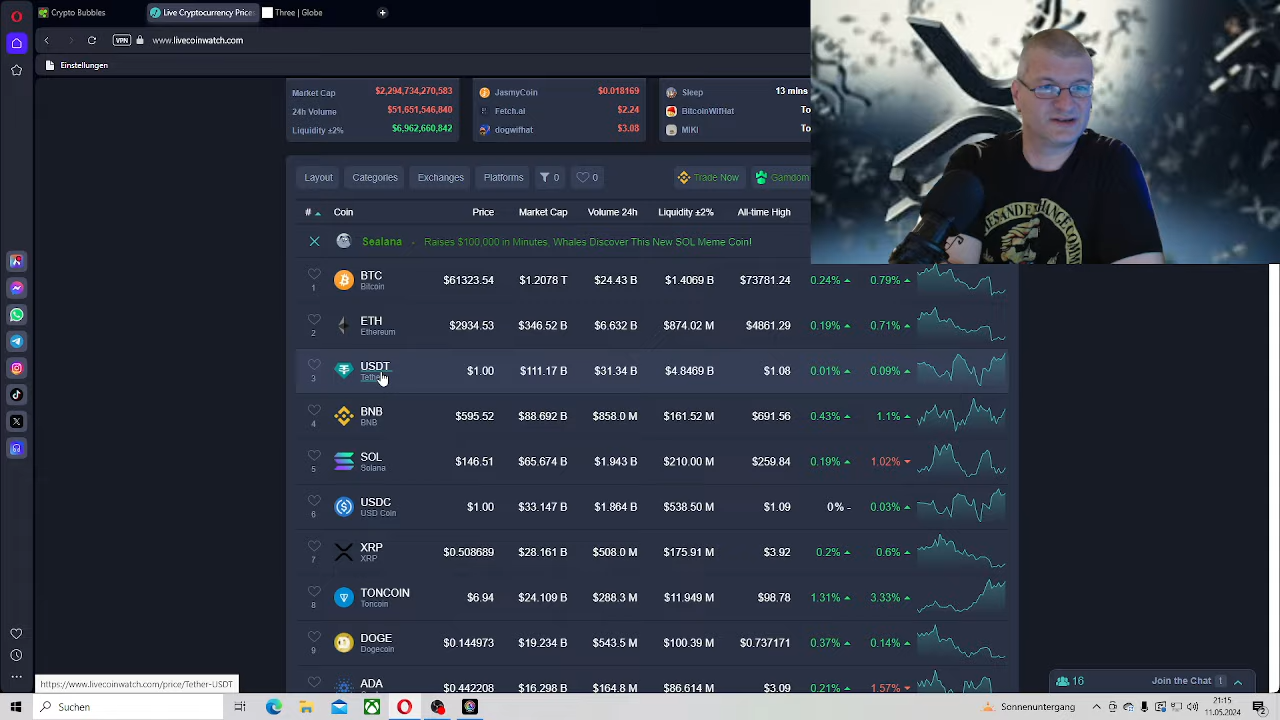 Crypto Bubbles
Live Cryptocurrency Price
Three | Globe
VPN
www.livecoinwatch.com
Einstellungen
Market Cap $2,294,734,270,583
24h Volume $51,651,546,840
Liquidity ±2% $6,962,660,842
JasmyCoin $0.018169
Fetch.ai $2.24
dogwifhat $3.08
Sleep 13 mins
BitcoinWifHat To
MIKI To
Layout Categories Exchanges Platforms 0 0 Trade Now Gamdom
# Coin Price Market Cap Volume 24h Liquidity ±2% All-time High
Sealana - Raises $100,000 in Minutes, Whales Discover This New SOL Meme Coin!
1 BTC Bitcoin $61323.54 $1.2078 T $24.43 B $1.4069 B $73781.24 0.24% 0.79%
2 ETH Ethereum $2934.53 $346.52 B $6.632 B $874.02 M $4861.29 0.19% 0.71%
3 USDT Tether $1.00 $111.17 B $31.34 B $4.8469 B $1.08 0.01% 0.09%
4 BNB BNB $595.52 $88.692 B $858.0 M $161.52 M $691.56 0.43% 1.1%
5 SOL Solana $146.51 $65.674 B $1.943 B $210.00 M $259.84 0.19% 1.02%
6 USDC USD Coin $1.00 $33.147 B $1.864 B $538.50 M $1.09 0% - 0.03%
7 XRP XRP $0.508689 $28.161 B $508.0 M $175.91 M $3.92 0.2% 0.6%
8 TONCOIN Toncoin $6.94 $24.109 B $288.3 M $11.949 M $98.78 1.31% 3.33%
9 DOGE Dogecoin $0.144973 $19.234 B $543.5 M $100.39 M $0.737171 0.37% 0.14%
ADA $0.442208 $16.298 B $164.8 M $86.614 M $3.09 0.21% 1.57%
https://www.livecoinwatch.com/price/Tether-USDT
16 Join the Chat 1
Suchen
Sonnenuntergang
21:15
11.05.2024
2